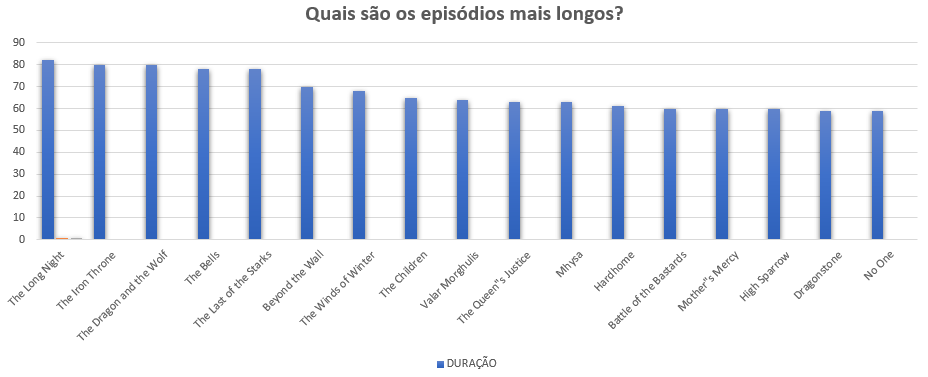 Quais são os episódios mais longos?
90
80
70
60
50
40
30
20
10
0
The Long Night
The Iron Throne
The Dragon and the Wolf
The Bells
The Last of the Starks
Beyond the Wall
The Winds of Winter
The Children
Valar Morghulis
The Queen"s Justice
Mhysa
Hardhome
Battle of the Bastards
Mother"s Mercy
High Sparrow
Dragonstone
No One
DURAÇÃO